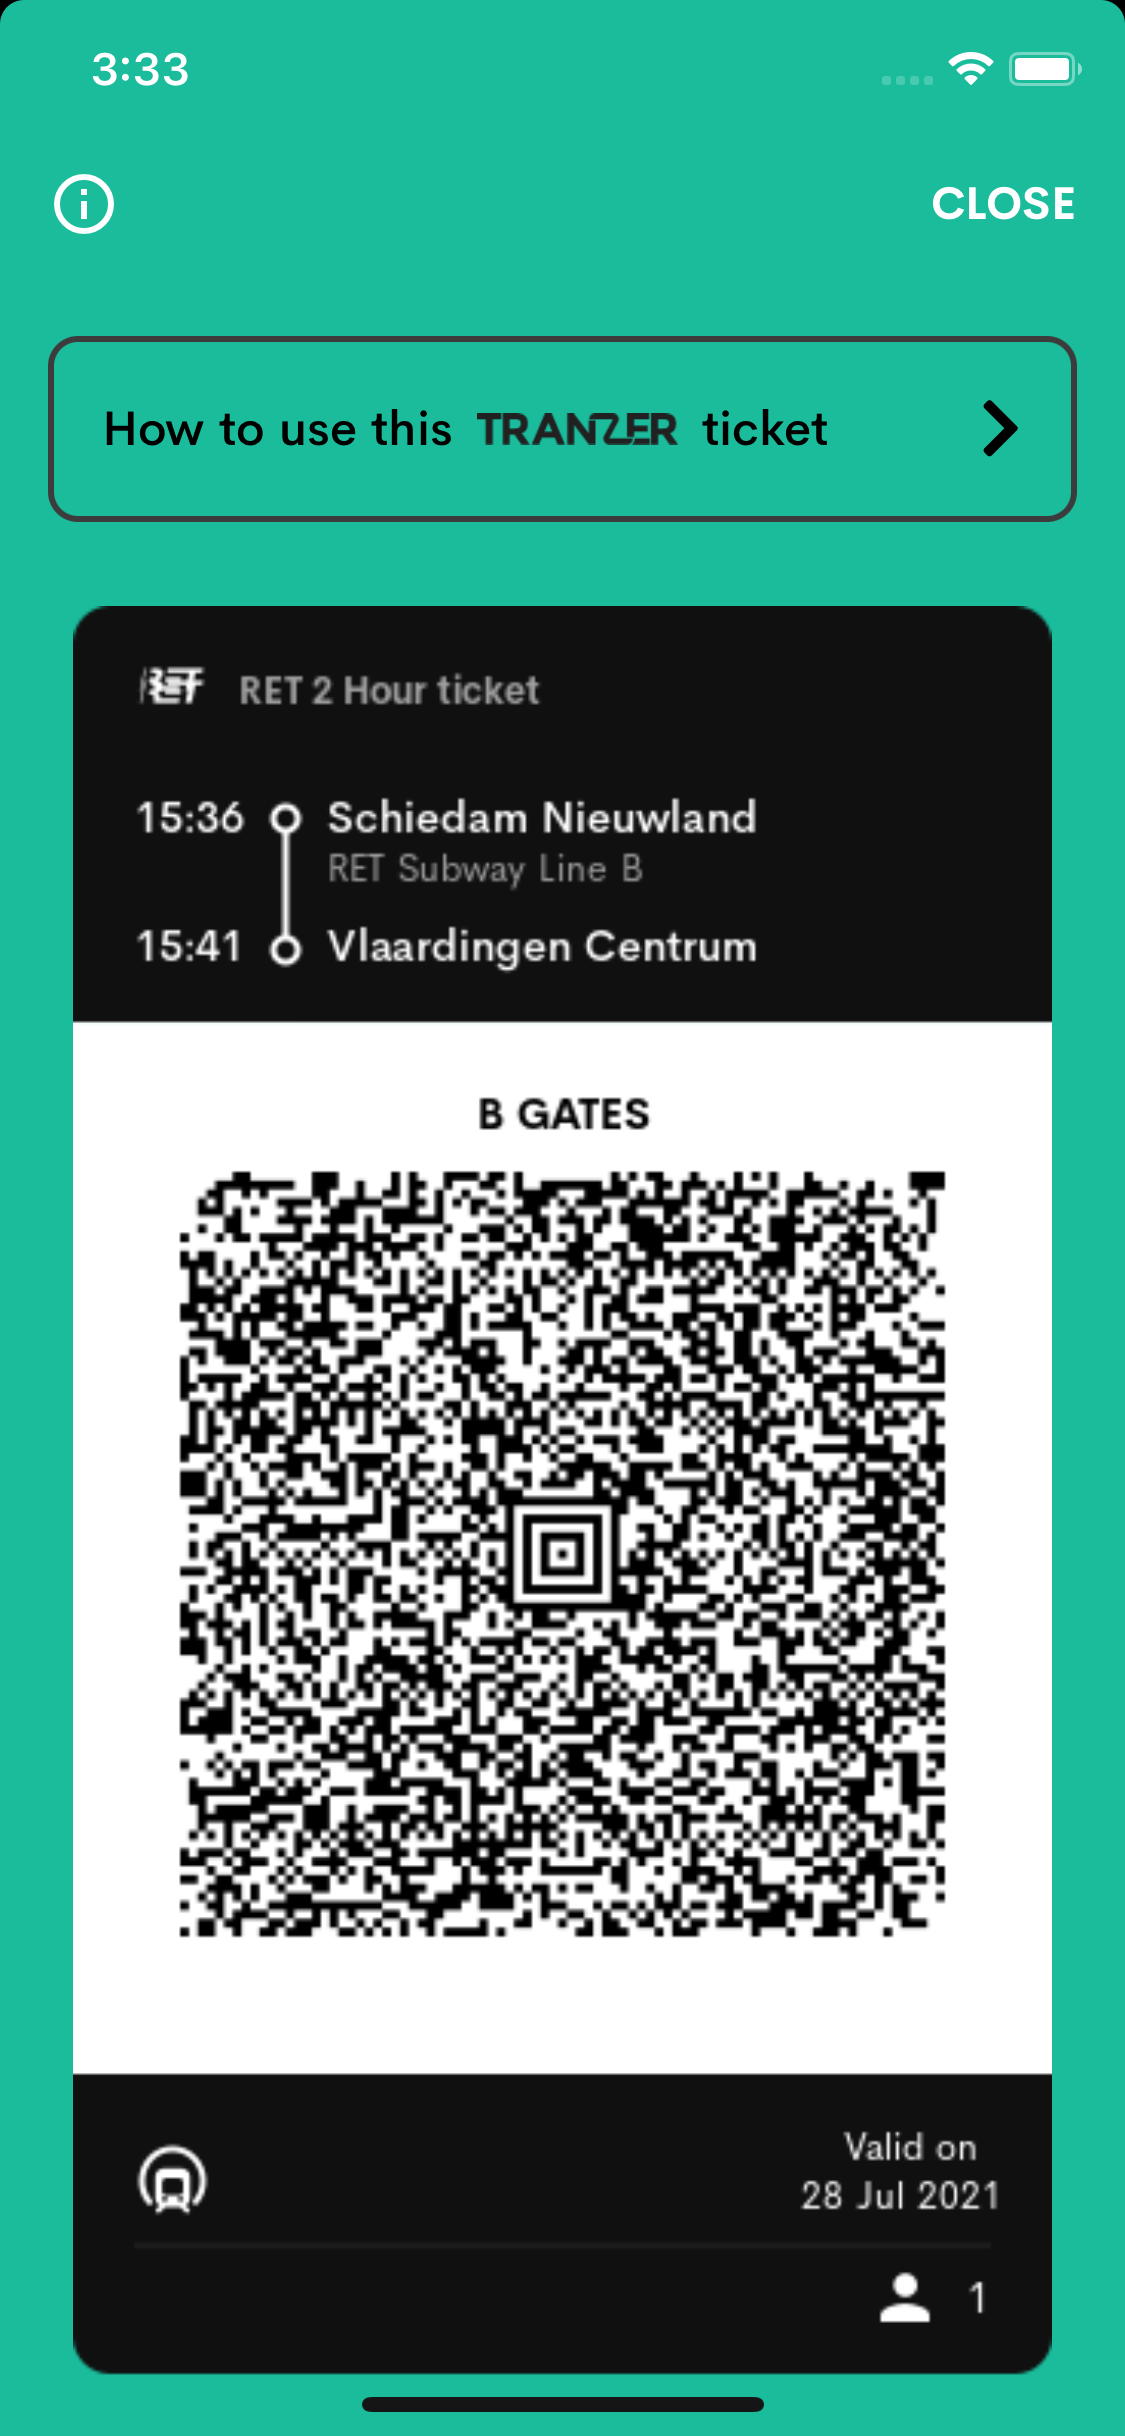 3:33
CLOSE
How to use this TRANZER ticket
RET RET 2 Hour ticket
15:36 Schiedam Nieuwland
RET Subway Line B
15:41 Vlaardingen Centrum
B GATES
Valid on
28 Jul 2021
1